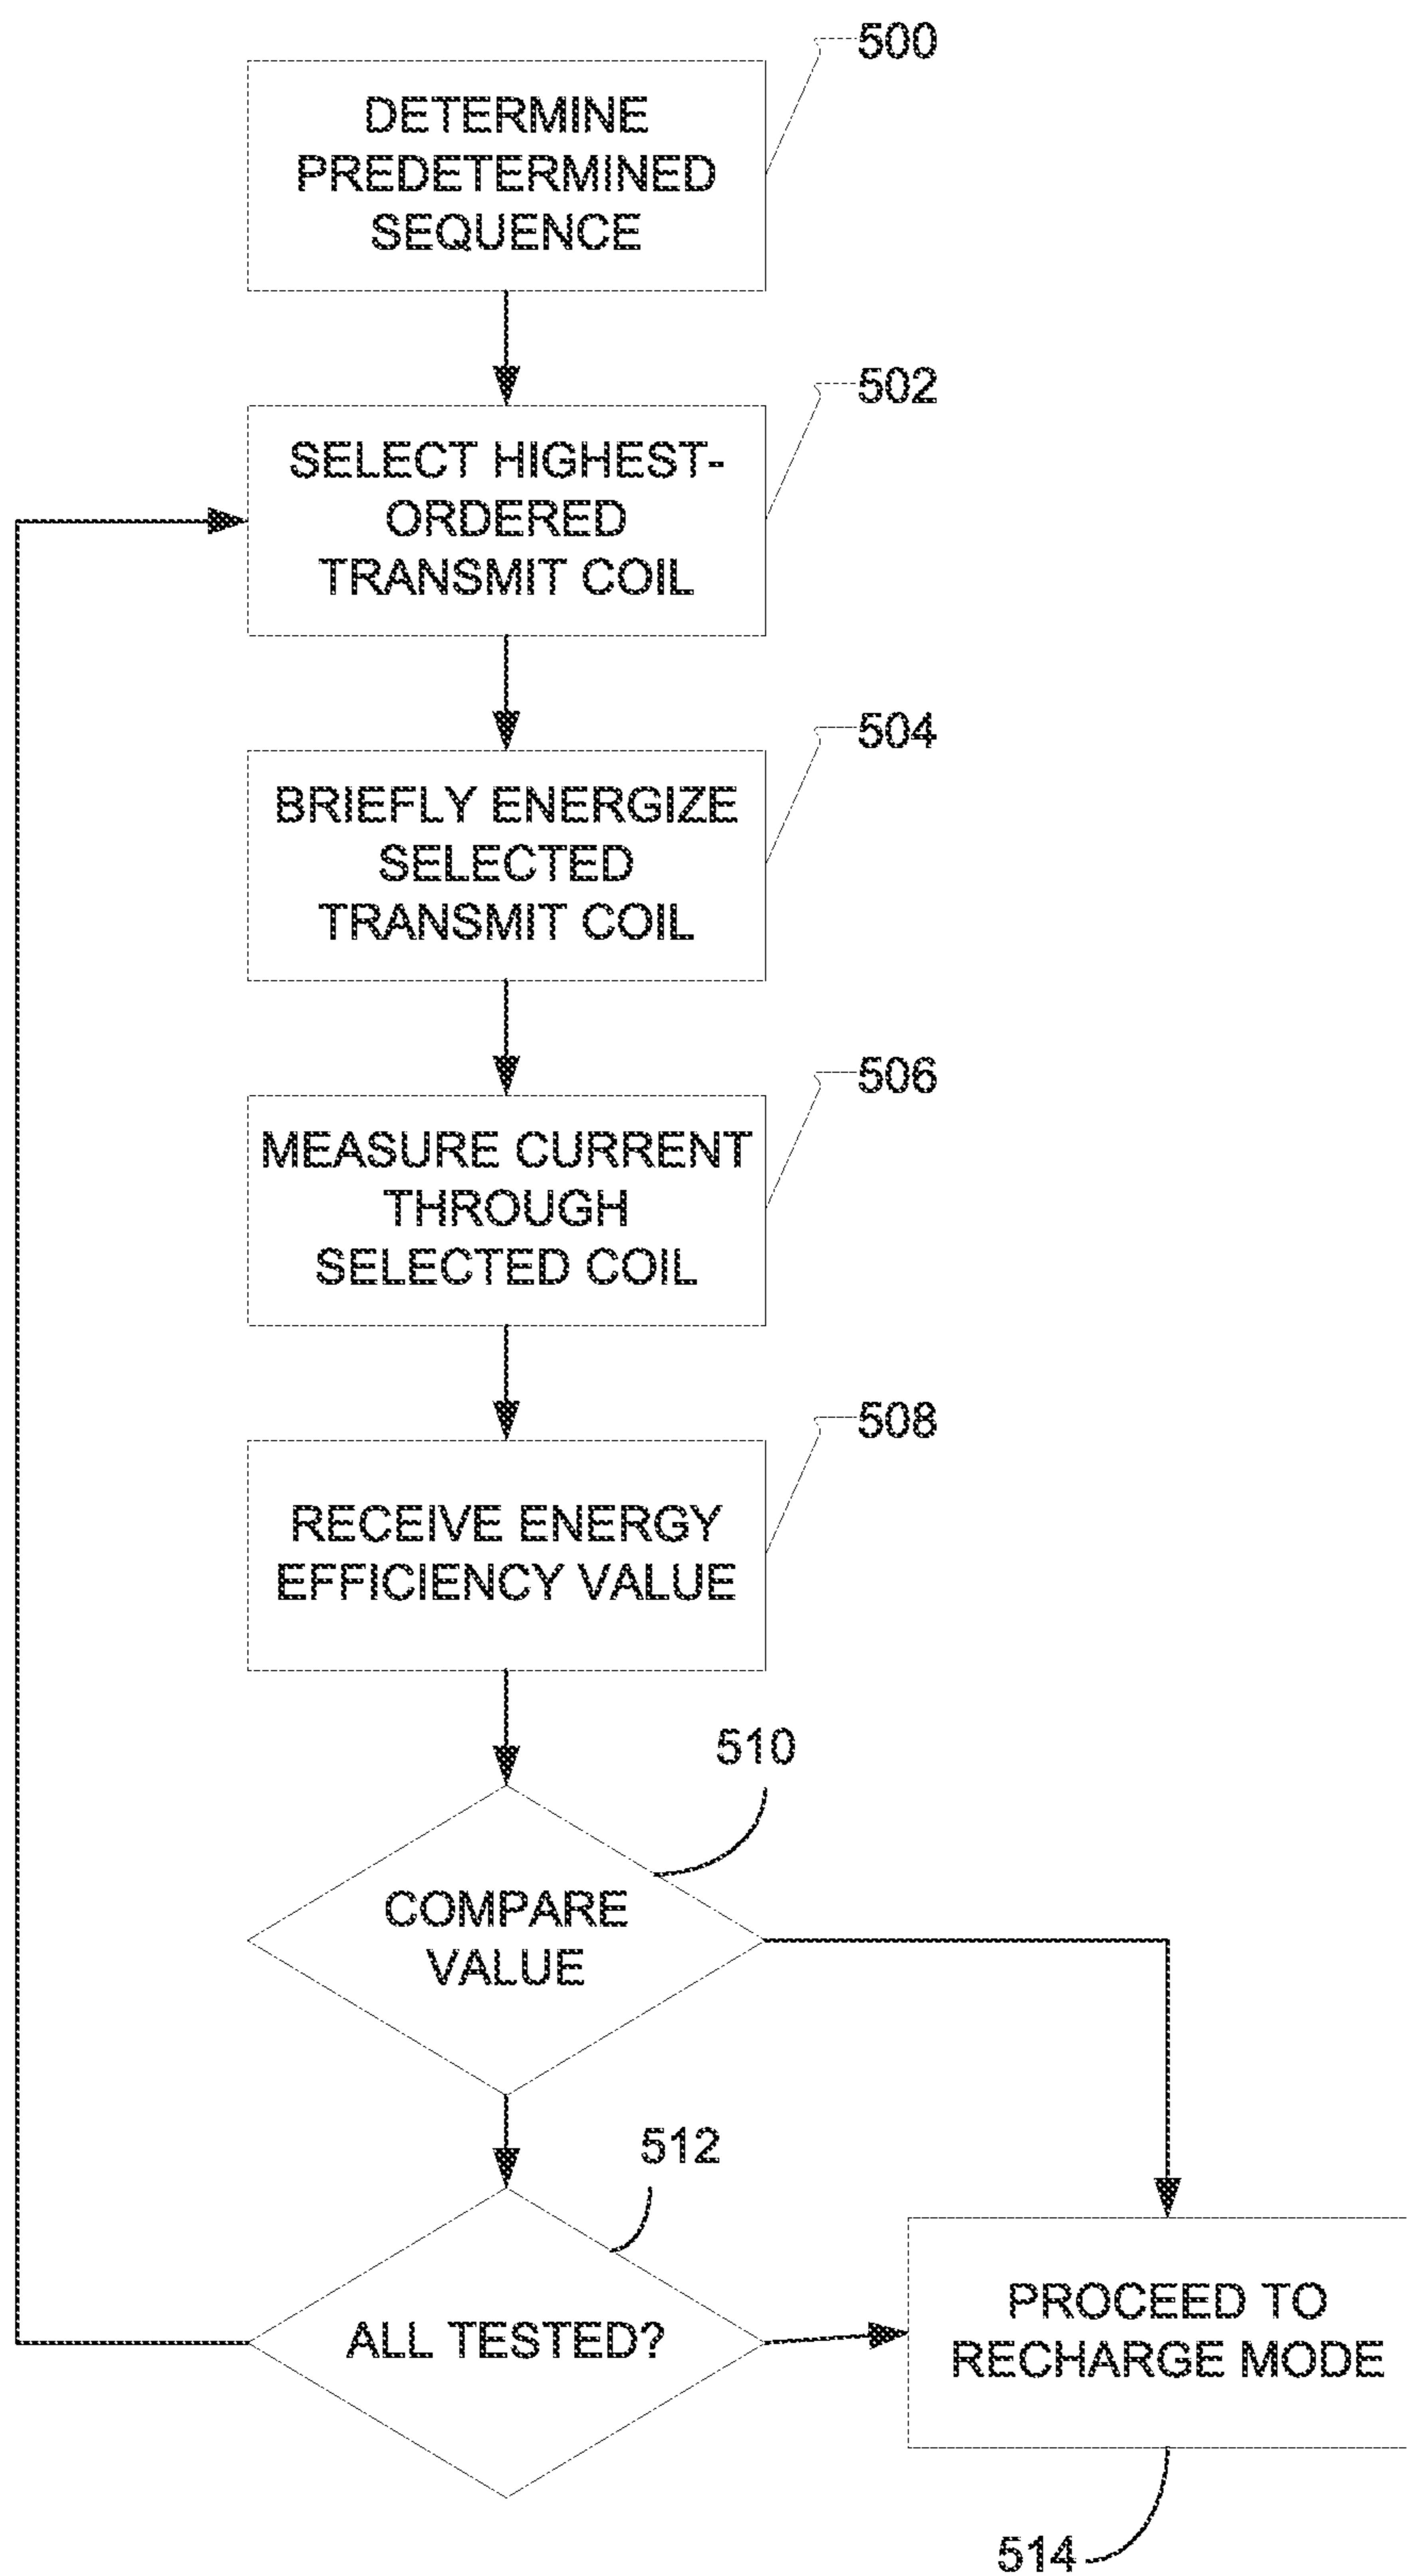 500
DETERMINE
PREDETERMINED
SEQUENCE
502
SELECT HIGHEST-
ORDERED
TRANSMIT COIL
504
BRIEFLY ENERGIZE
SELECTED
TRANSMIT COIL
506
MEASURE CURRENT
THROUGH
SELECTED COIL
508
RECEIVE ENERGY
EFFICIENCY VALUE
510
COMPARE
VALUE
512
ALL TESTED?
PROCEED TO
RECHARGE MODE
514